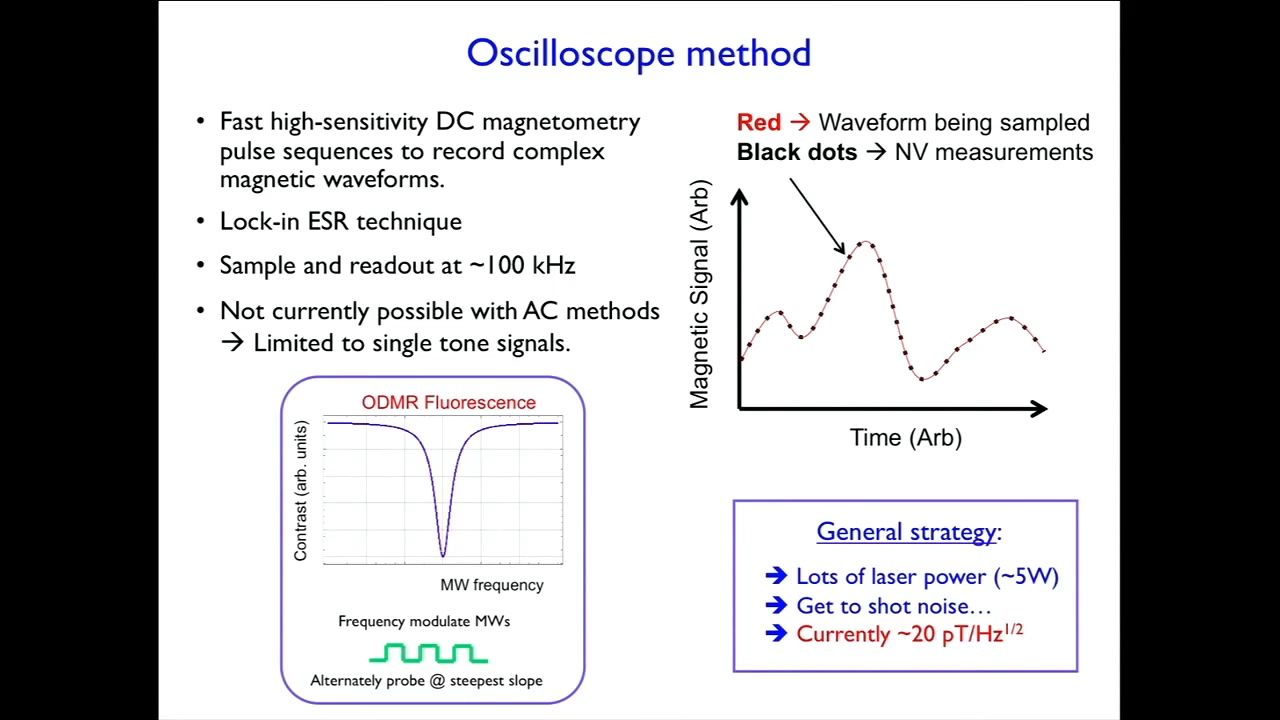 Oscilloscope method
• Fast high-sensitivity DC magnetometry
pulse sequences to record complex
magnetic waveforms.
• Lock-in ESR technique
• Sample and readout at ~100 kHz
• Not currently possible with AC methods
→ Limited to single tone signals.
ODMR Fluorescence
Contrast (arb. units)
MW frequency
Frequency modulate MWs
Alternately probe @ steepest slope
Red → Waveform being sampled
Black dots → NV measurements
Magnetic Signal (Arb)
Time (Arb)
General strategy:
➔ Lots of laser power (~5W)
➔ Get to shot noise…
➔ Currently ~20 pT/Hz^1/2